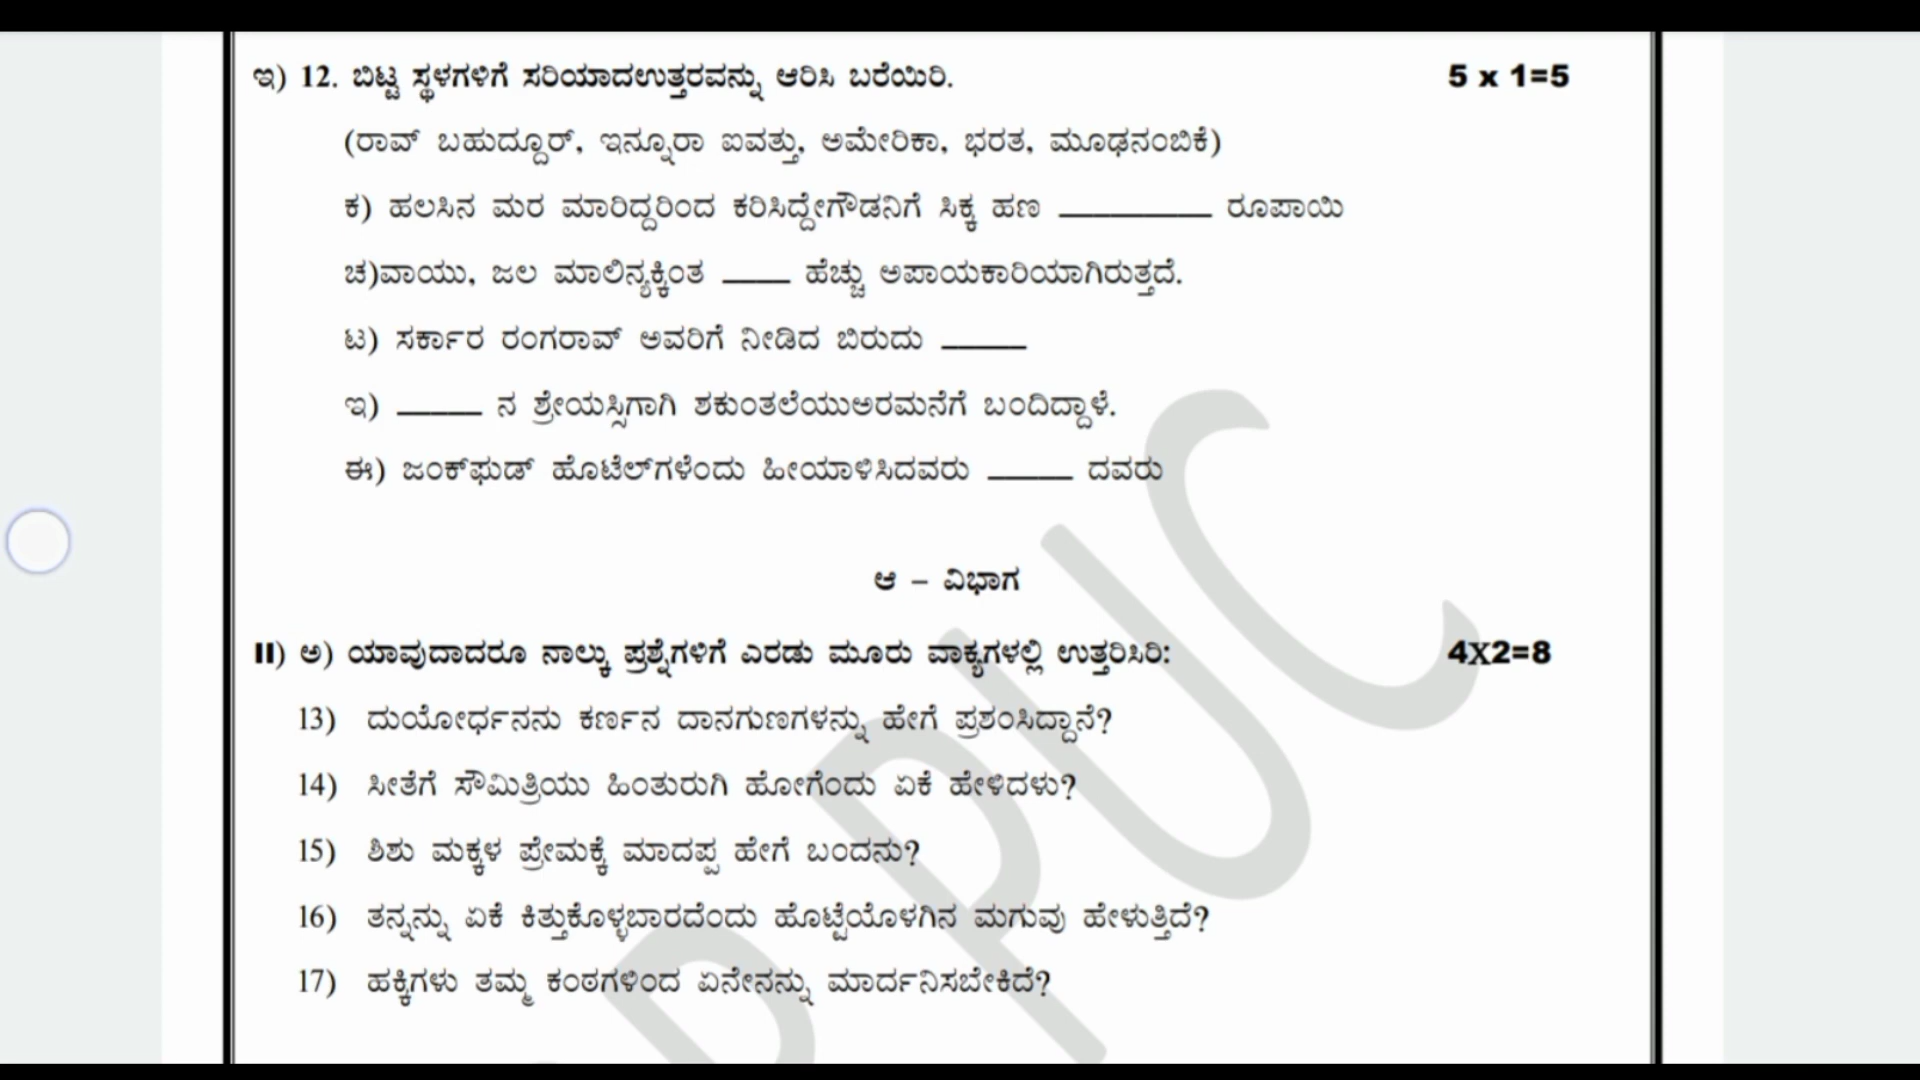 ಇ) 12. ಬಿಟ್ಟ ಸ್ಥಳಗಳಿಗೆ ಸರಿಯಾದಉತ್ತರವನ್ನು ಆರಿಸಿ ಬರೆಯಿರಿ. 5 x 1=5
(ರಾವ್ ಬಹುದ್ದೂರ್, ಇನ್ನೂರಾ ಐವತ್ತು, ಅಮೇರಿಕಾ, ಭರತ, ಮೂಢನಂಬಿಕೆ)
ಕ) ಹಲಸಿನ ಮರ ಮಾರಿದ್ದರಿಂದ ಕರಿಸಿದ್ದೇಗೌಡನಿಗೆ ಸಿಕ್ಕ ಹಣ _________ ರೂಪಾಯಿ
ಚ)ವಾಯು, ಜಲ ಮಾಲಿನ್ಯಕ್ಕಿಂತ ____ ಹೆಚ್ಚು ಅಪಾಯಕಾರಿಯಾಗಿರುತ್ತದೆ.
ಟ) ಸರ್ಕಾರ ರಂಗರಾವ್ ಅವರಿಗೆ ನೀಡಿದ ಬಿರುದು _____
ಇ) _____ ನ ಶ್ರೇಯಸ್ಸಿಗಾಗಿ ಶಕುಂತಲೆಯುಅರಮನೆಗೆ ಬಂದಿದ್ದಾಳೆ.
ಈ) ಜಂಕ್‌ಫುಡ್ ಹೊಟೆಲ್‌ಗಳೆಂದು ಹೀಯಾಳಿಸಿದವರು _____ ದವರು
ಆ – ವಿಭಾಗ
II) ಅ) ಯಾವುದಾದರೂ ನಾಲ್ಕು ಪ್ರಶ್ನೆಗಳಿಗೆ ಎರಡು ಮೂರು ವಾಕ್ಯಗಳಲ್ಲಿ ಉತ್ತರಿಸಿರಿ: 4X2=8
13) ದುಯೋರ್ಧನನು ಕರ್ಣನ ದಾನಗುಣಗಳನ್ನು ಹೇಗೆ ಪ್ರಶಂಸಿದ್ದಾನೆ?
14) ಸೀತೆಗೆ ಸೌಮಿತ್ರಿಯು ಹಿಂತುರುಗಿ ಹೋಗೆಂದು ಏಕೆ ಹೇಳಿದಳು?
15) ಶಿಶು ಮಕ್ಕಳ ಪ್ರೇಮಕ್ಕೆ ಮಾದಪ್ಪ ಹೇಗೆ ಬಂದನು?
16) ತನ್ನನ್ನು ಏಕೆ ಕಿತ್ತುಕೊಳ್ಳಬಾರದೆಂದು ಹೊಟ್ಟೆಯೊಳಗಿನ ಮಗುವು ಹೇಳುತ್ತಿದೆ?
17) ಹಕ್ಕಿಗಳು ತಮ್ಮ ಕಂಠಗಳಿಂದ ಏನೇನನ್ನು ಮಾರ್ದನಿಸಬೇಕಿದೆ?
P PUC